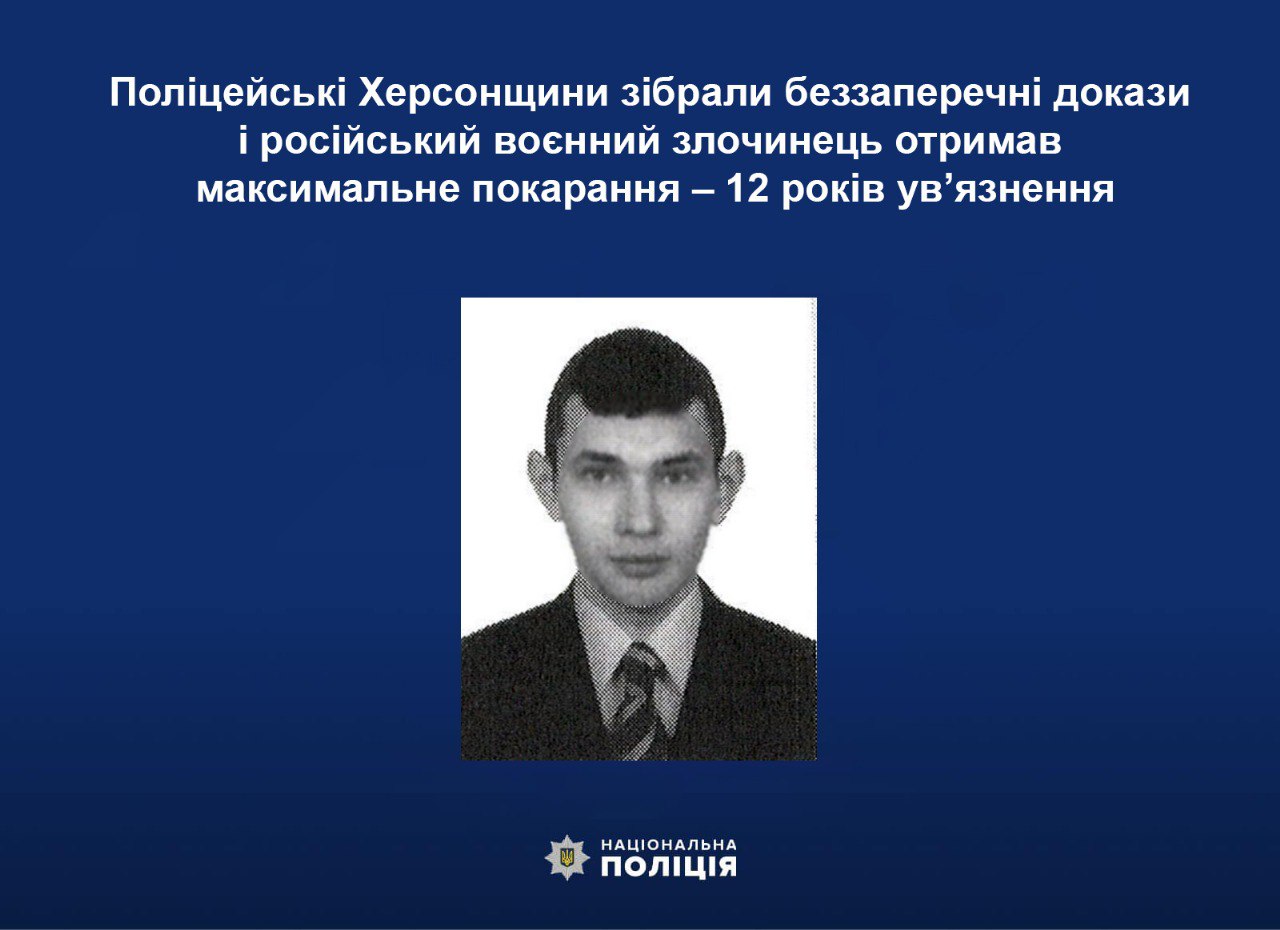 Поліцейські Херсонщини зібрали беззаперечні докази
і російський воєнний злочинець отримав
максимальне покарання – 12 років ув’язнення
НАЦІОНАЛЬНА
ПОЛІЦІЯ